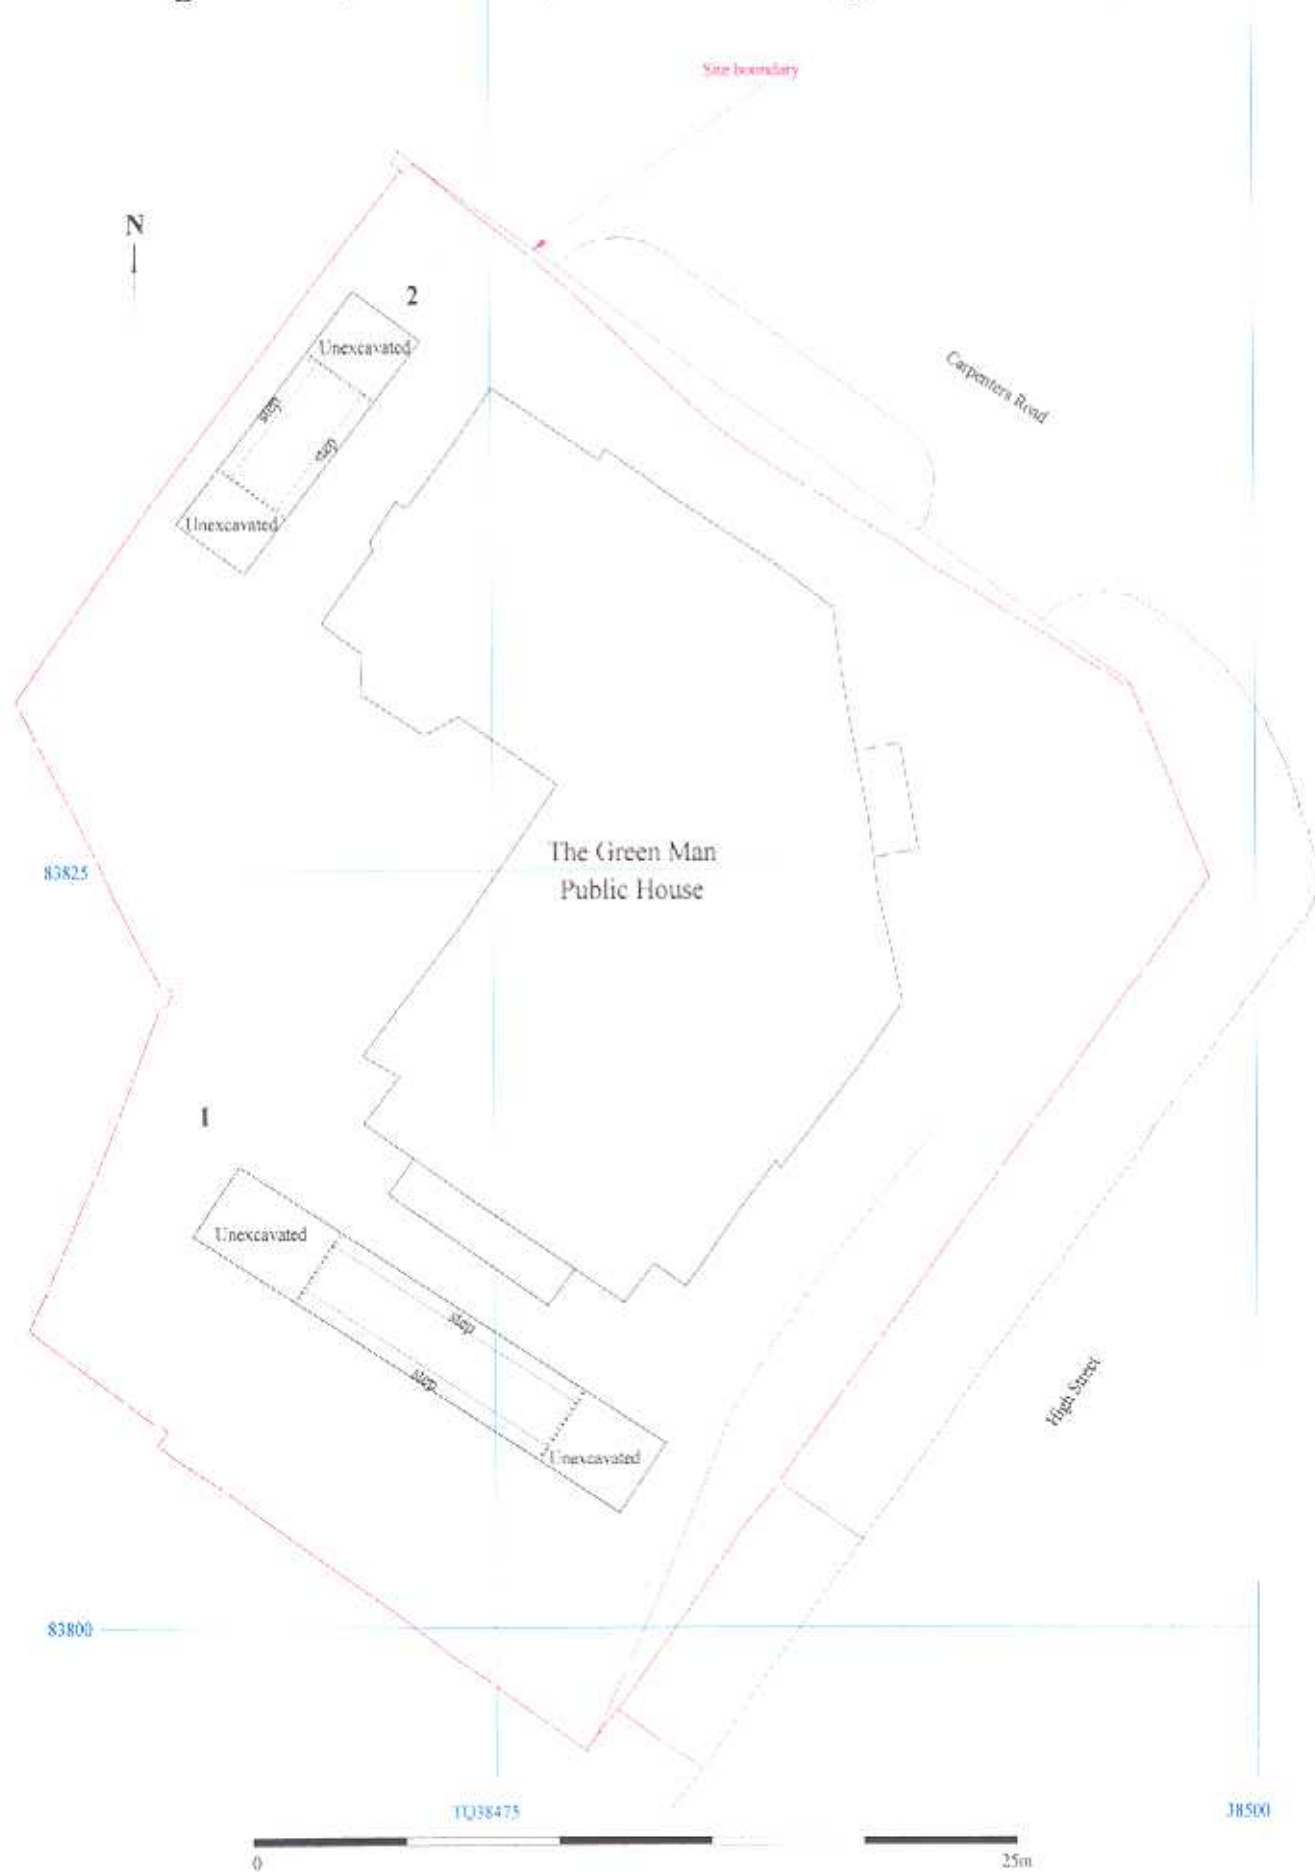 Site boundary
N
2
Unexcavated
Carpenters Road
step
step
Unexcavated
The Green Man
Public House
83825
1
Unexcavated
step
step
High Street
Unexcavated
83800
TQ38475
38500
0
25m